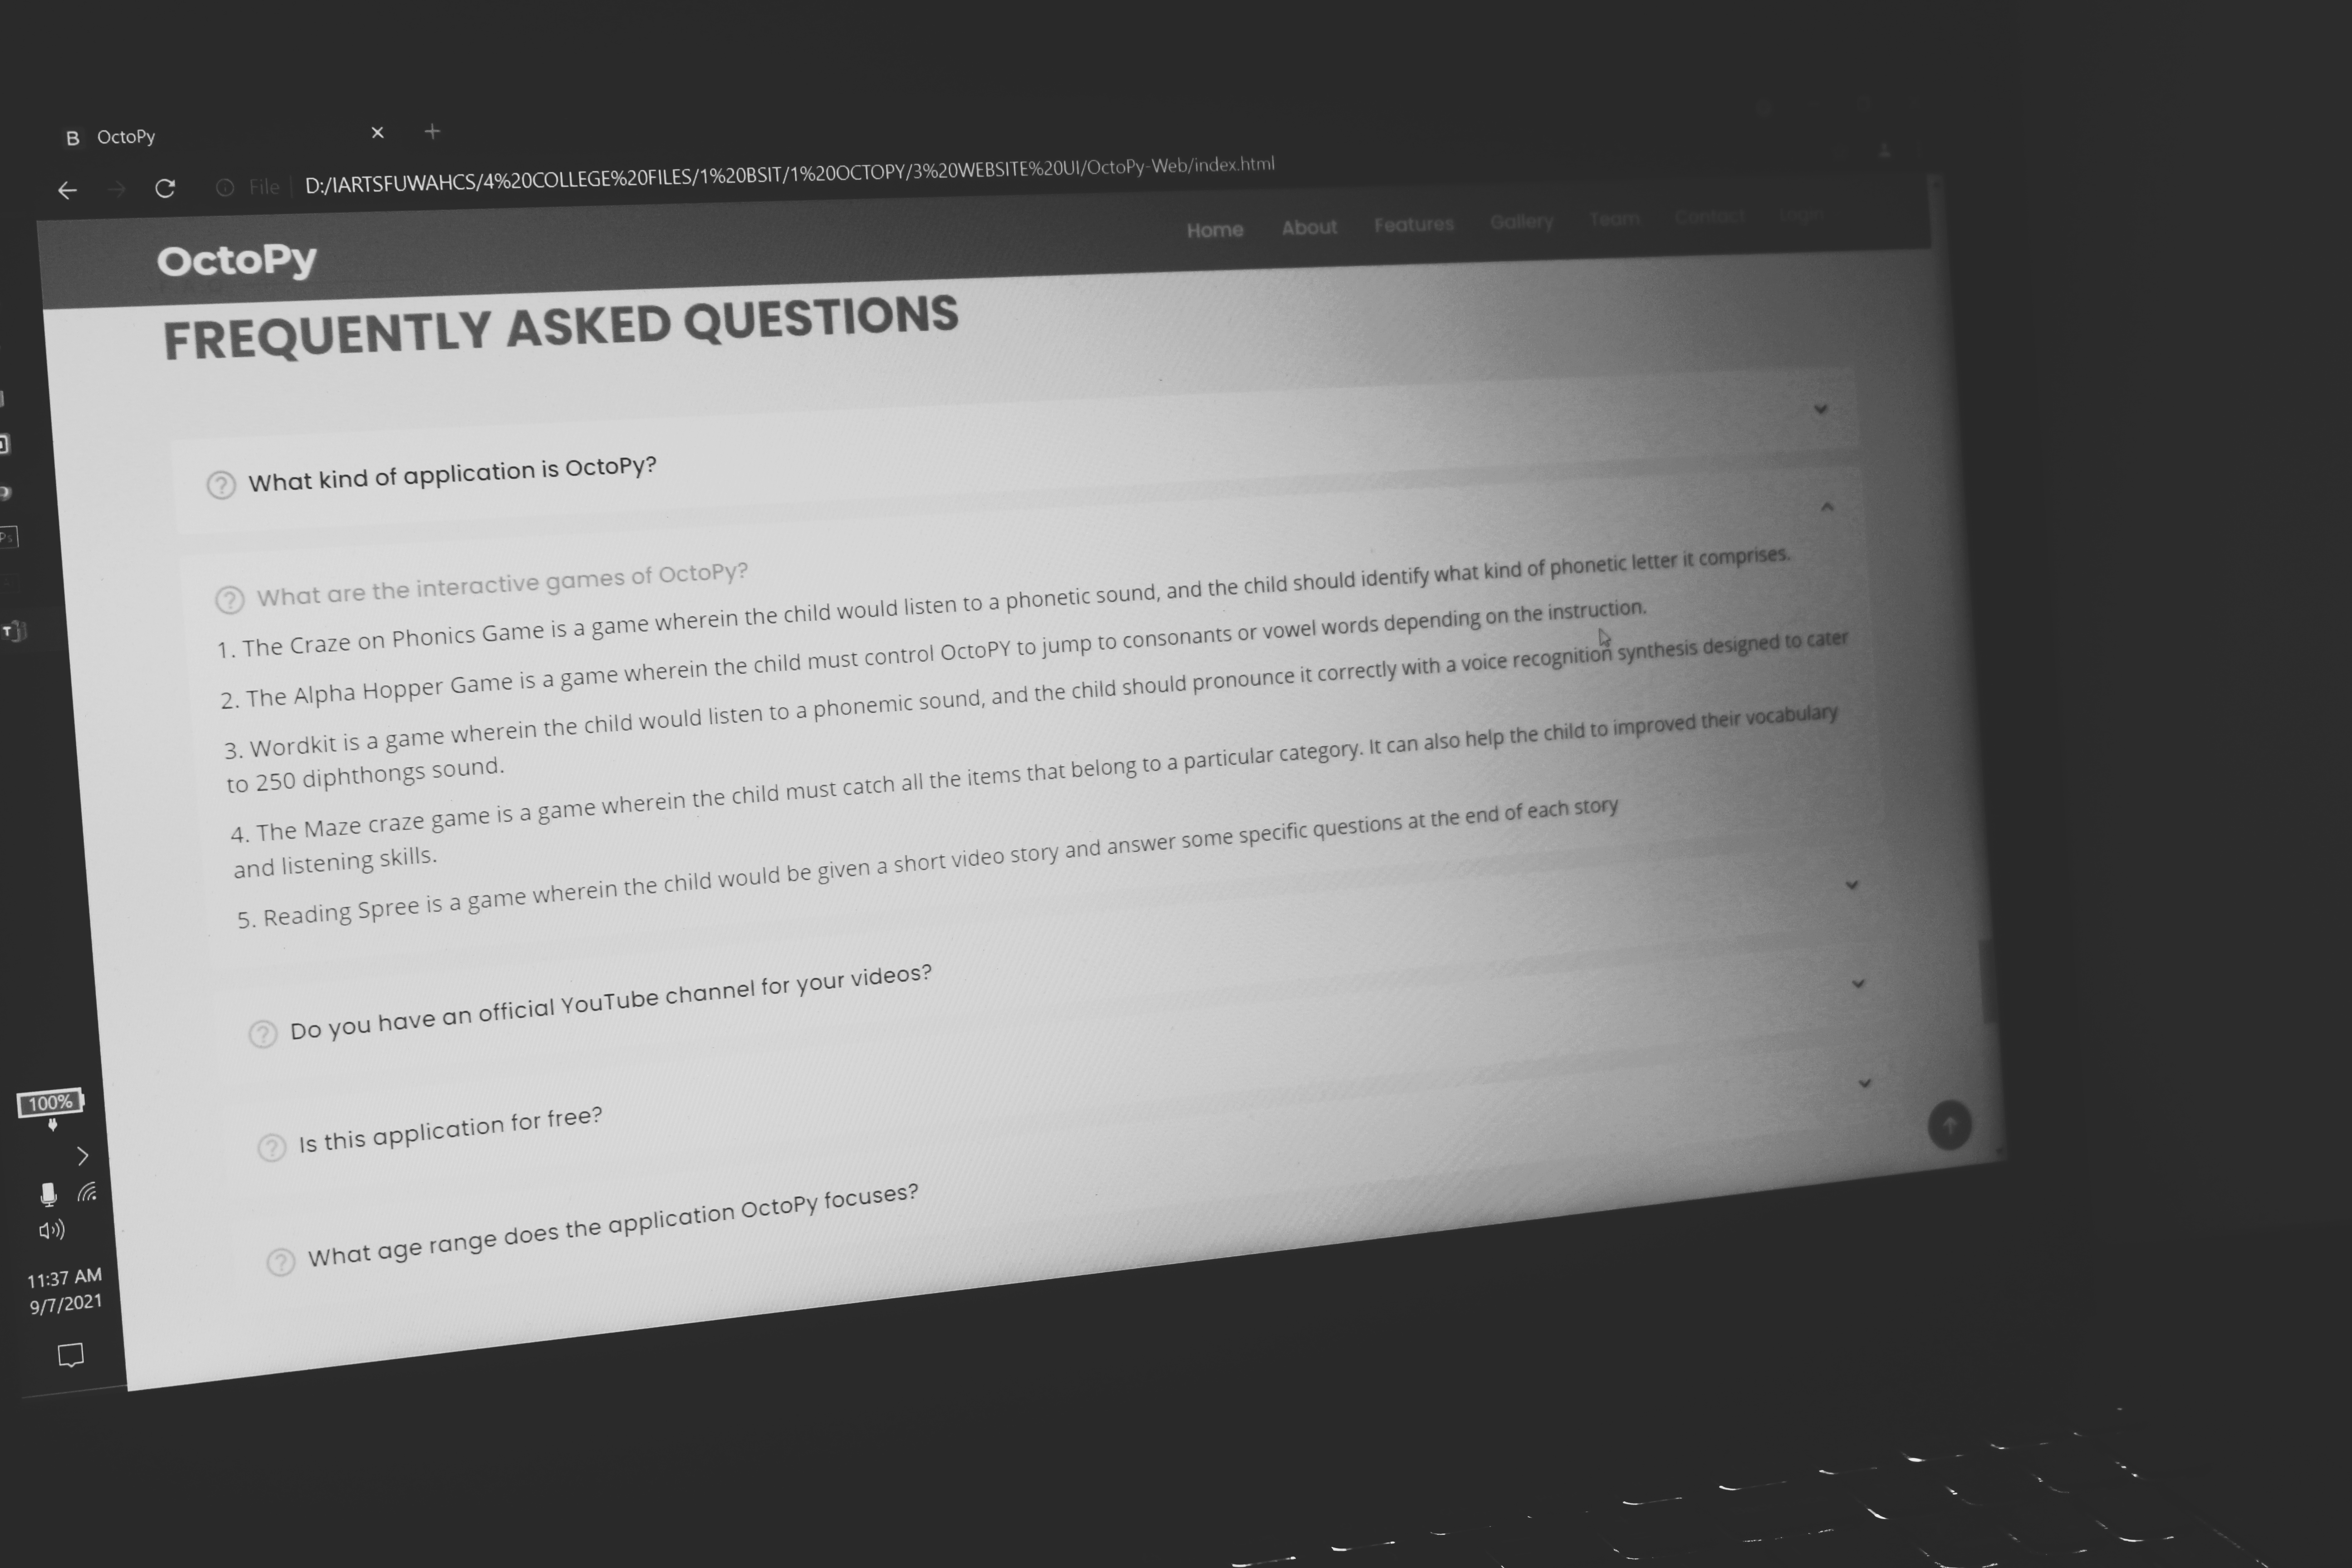 B OctoPy
File D:/IARTSFUWAHCS/4%20COLLEGE%20FILES/1%20BSIT/1%20OCTOPY/3%20WEBSITE%20UI/OctoPy-Web/index.html
OctoPy Home About Features Gallery Team Contact Login
FREQUENTLY ASKED QUESTIONS
What kind of application is OctoPy?
What are the interactive games of OctoPy?
1. The Craze on Phonics Game is a game wherein the child would listen to a phonetic sound, and the child should identify what kind of phonetic letter it comprises.
2. The Alpha Hopper Game is a game wherein the child must control OctoPY to jump to consonants or vowel words depending on the instruction.
3. Wordkit is a game wherein the child would listen to a phonemic sound, and the child should pronounce it correctly with a voice recognition synthesis designed to cater
to 250 diphthongs sound.
4. The Maze craze game is a game wherein the child must catch all the items that belong to a particular category. It can also help the child to improved their vocabulary
and listening skills.
5. Reading Spree is a game wherein the child would be given a short video story and answer some specific questions at the end of each story
Do you have an official YouTube channel for your videos?
Is this application for free?
What age range does the application OctoPy focuses?
Ps
T
100%
11:37 AM
9/7/2021